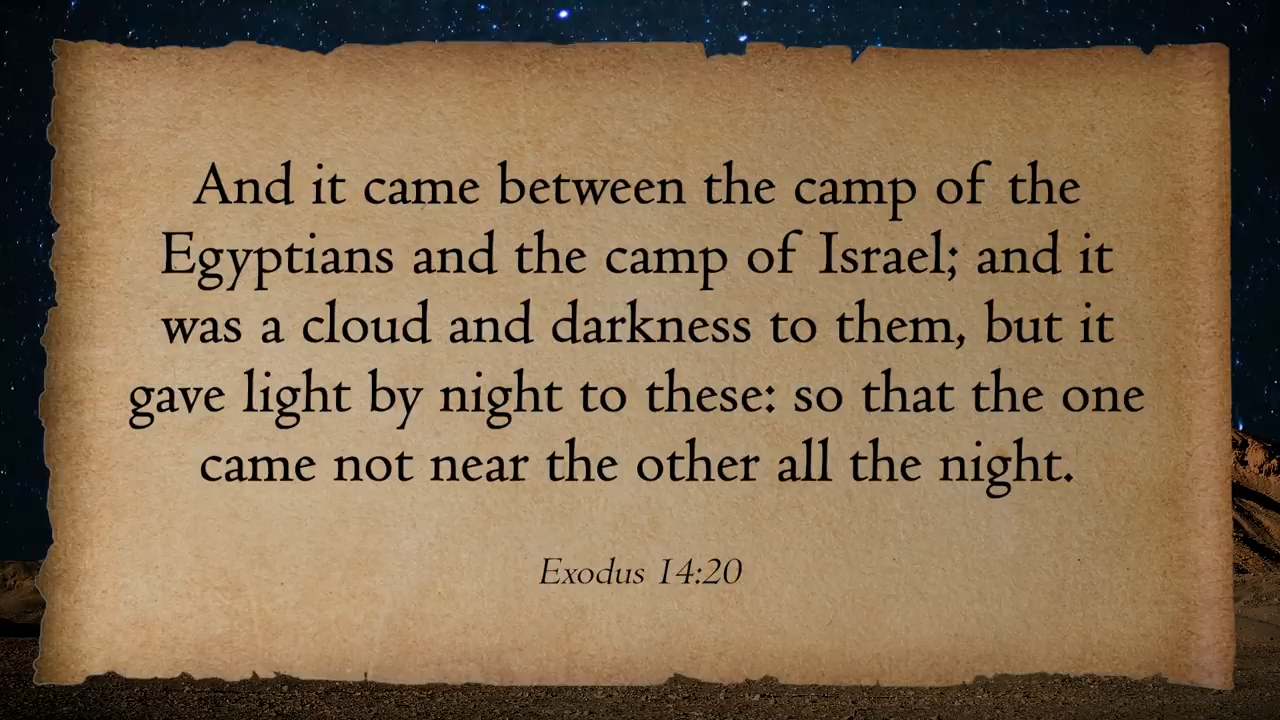 And it came between the camp of the
Egyptians and the camp of Israel; and it
was a cloud and darkness to them, but it
gave light by night to these: so that the one
came not near the other all the night.
Exodus 14:20